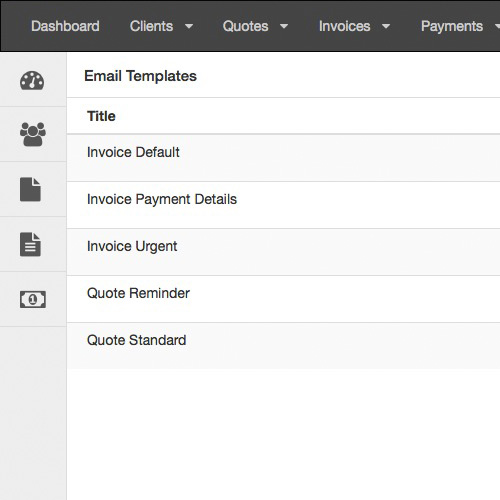 Dashboard Clients Quotes Invoices Payments
Email Templates
Title
Invoice Default
Invoice Payment Details
Invoice Urgent
Quote Reminder
Quote Standard